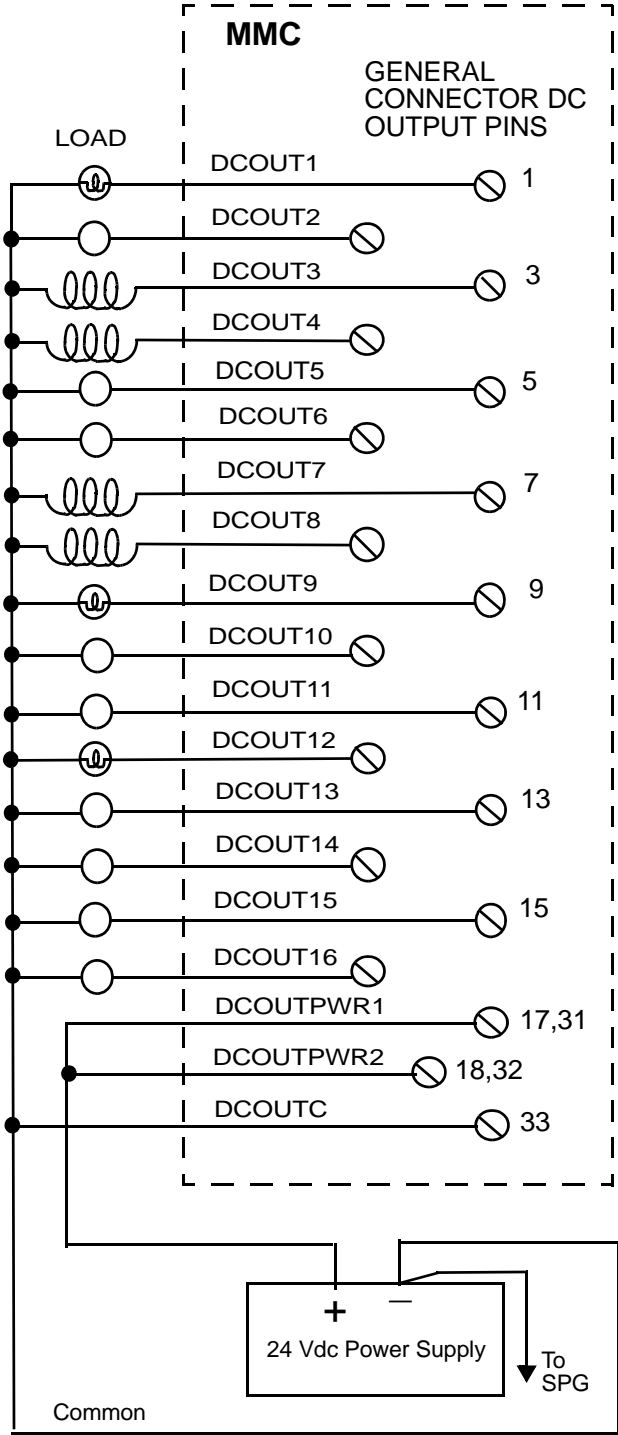 MMC
GENERAL
CONNECTOR DC
OUTPUT PINS
LOAD
DCOUT1
1
DCOUT2
DCOUT3
3
DCOUT4
DCOUT5
5
DCOUT6
DCOUT7
7
DCOUT8
DCOUT9
9
DCOUT10
DCOUT11
11
DCOUT12
DCOUT13
13
DCOUT14
DCOUT15
15
DCOUT16
DCOUTPWR1
17,31
DCOUTPWR2
18,32
DCOUTC
33
+ —
24 Vdc Power Supply
To
SPG
Common